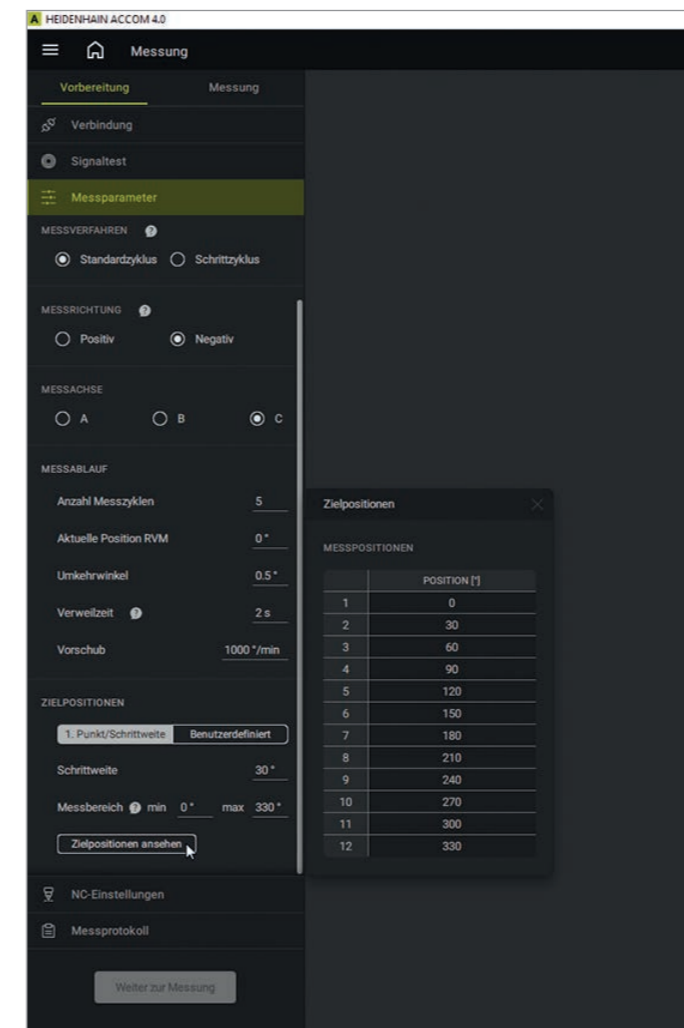 HEIDENHAIN ACCOM 4.0
Messung
Vorbereitung Messung
Verbindung
Signaltest
Messparameter
MESSVERFAHREN ?
Standardzyklus Schrittzyklus
MESSRICHTUNG ?
Positiv Negativ
MESSACHSE
A B C
MESSABLAUF
Anzahl Messzyklen 5
Aktuelle Position RVM 0°
Umkehrwinkel 0.5°
Verweilzeit ? 2 s
Vorschub 1000 °/min
ZIELPOSITIONEN
1. Punkt/Schrittweite Benutzerdefiniert
Schrittweite 30°
Messbereich ? min 0° max 330°
Zielpositionen ansehen
NC-Einstellungen
Messprotokoll
Weiter zur Messung
Zielpositionen
MESSPOSITIONEN
POSITION [°]
1 0
2 30
3 60
4 90
5 120
6 150
7 180
8 210
9 240
10 270
11 300
12 330